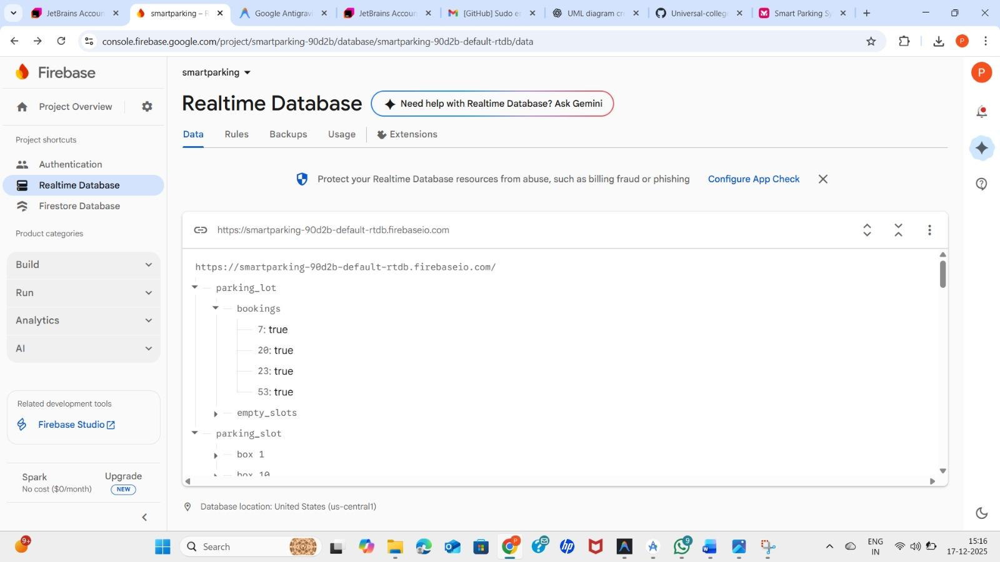 JetBrains Accoun
smartparking – R
Google Antigravi
JetBrains Accoun
[GitHub] Sudo e
UML diagram cr
Universal-colleg
Smart Parking Sy
console.firebase.google.com/project/smartparking-90d2b/database/smartparking-90d2b-default-rtdb/data
P
Firebase
Project Overview
Project shortcuts
Authentication
Realtime Database
Firestore Database
Product categories
Build
Run
Analytics
AI
Related development tools
Firebase Studio
Spark
No cost ($0/month)
Upgrade
NEW
smartparking
Realtime Database
Need help with Realtime Database? Ask Gemini
Data
Rules
Backups
Usage
Extensions
Protect your Realtime Database resources from abuse, such as billing fraud or phishing
Configure App Check
https://smartparking-90d2b-default-rtdb.firebaseio.com
https://smartparking-90d2b-default-rtdb.firebaseio.com/
parking_lot
bookings
7: true
20: true
23: true
53: true
empty_slots
parking_slot
box 1
box 10
Database location: United States (us-central1)
P
9+
Search
P
hp
9
W
ENG
IN
15:16
17-12-2025